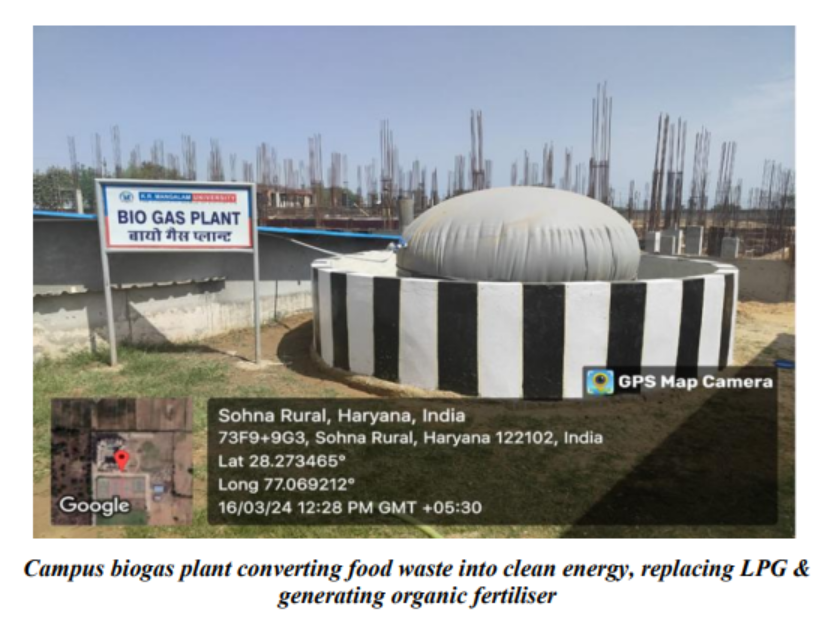 K.R. MANGALAM UNIVERSITY
BIO GAS PLANT
बायो गैस प्लान्ट
GPS Map Camera
Sohna Rural, Haryana, India
73F9+9G3, Sohna Rural, Haryana 122102, India
Lat 28.273465°
Long 77.069212°
16/03/24 12:28 PM GMT +05:30
Google
Campus biogas plant converting food waste into clean energy, replacing LPG &
generating organic fertiliser